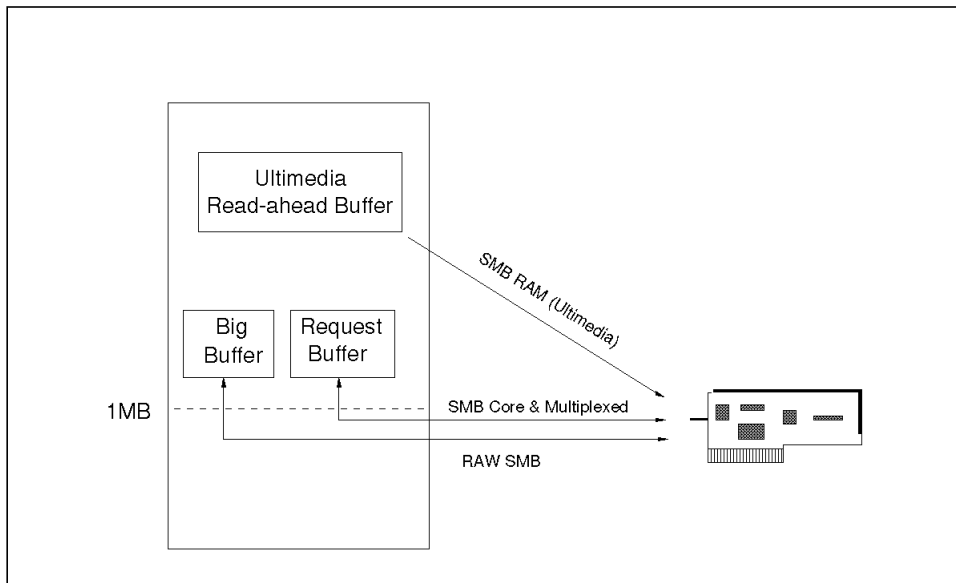 Ultimedia
Read-ahead Buffer
SMB RAM (Ultimedia)
Big
Buffer
Request
Buffer
1MB
SMB Core & Multiplexed
RAW SMB